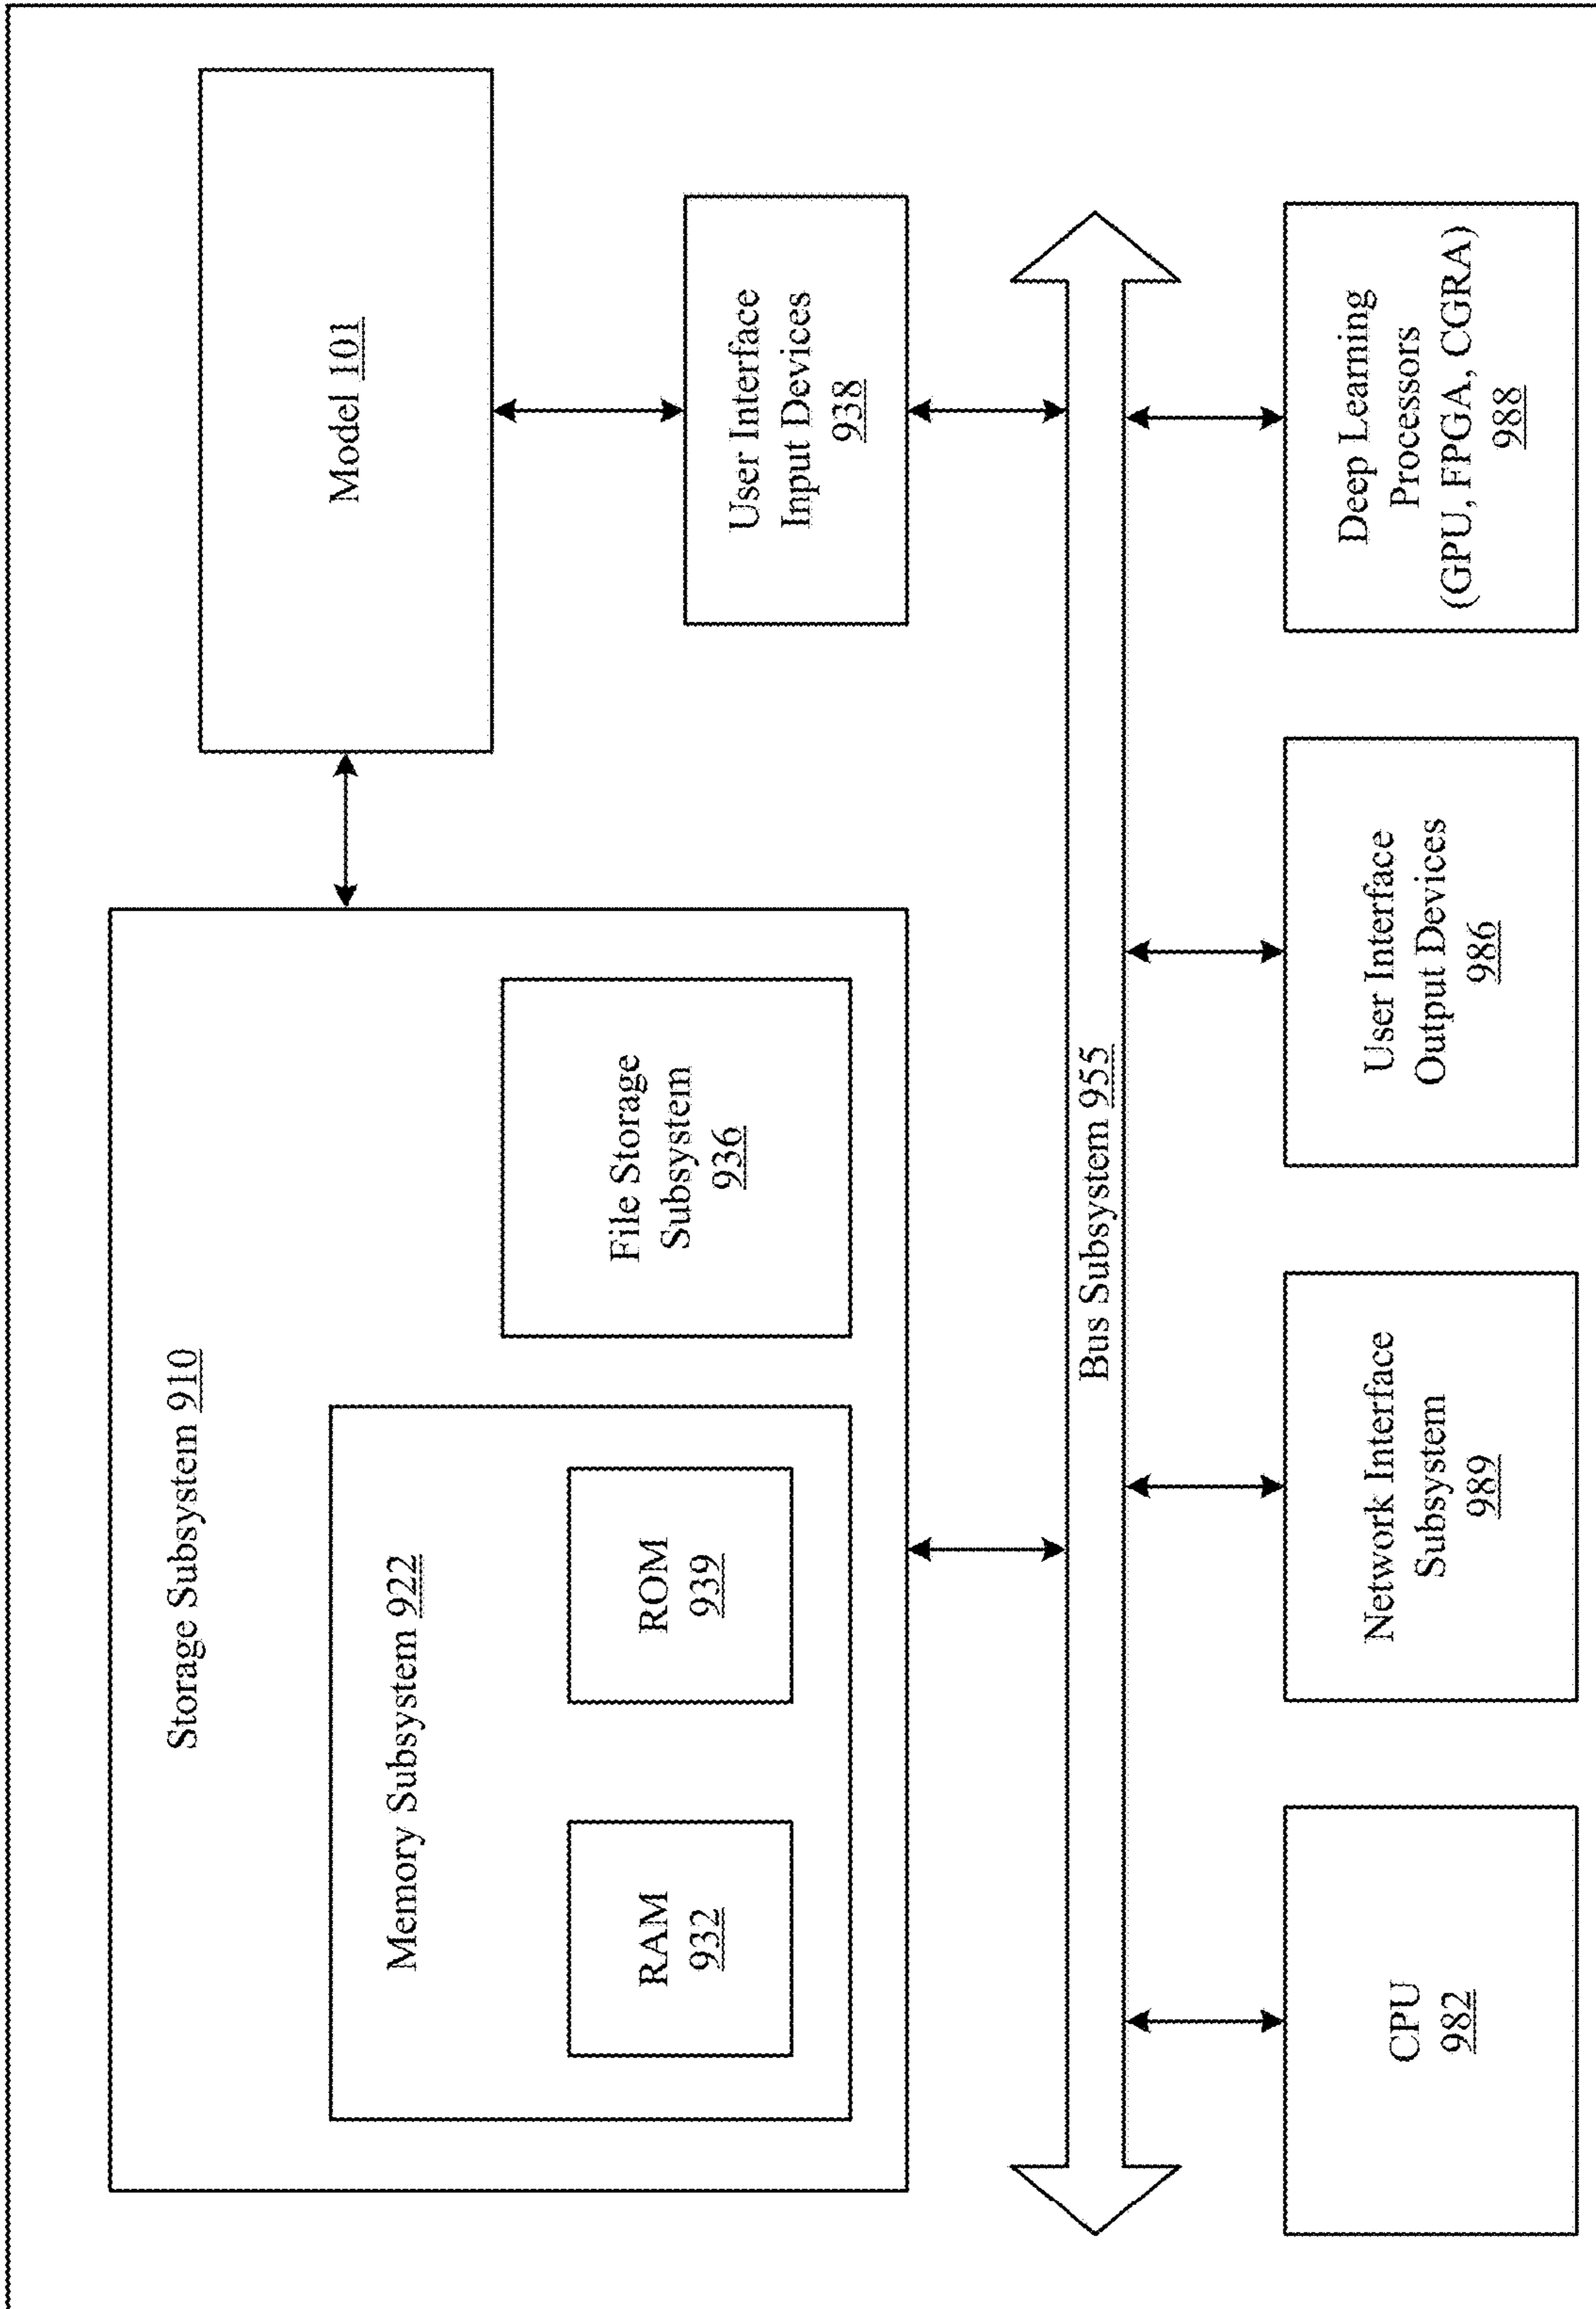 Storage Subsystem 910
Memory Subsystem 922
RAM
932
ROM
939
File Storage
Subsystem
936
Model 101
User Interface
Input Devices
938
Bus Subsystem 955
CPU
982
Network Interface
Subsystem
989
User Interface
Output Devices
986
Deep Learning
Processors
(GPU, FPGA, CGRA)
988